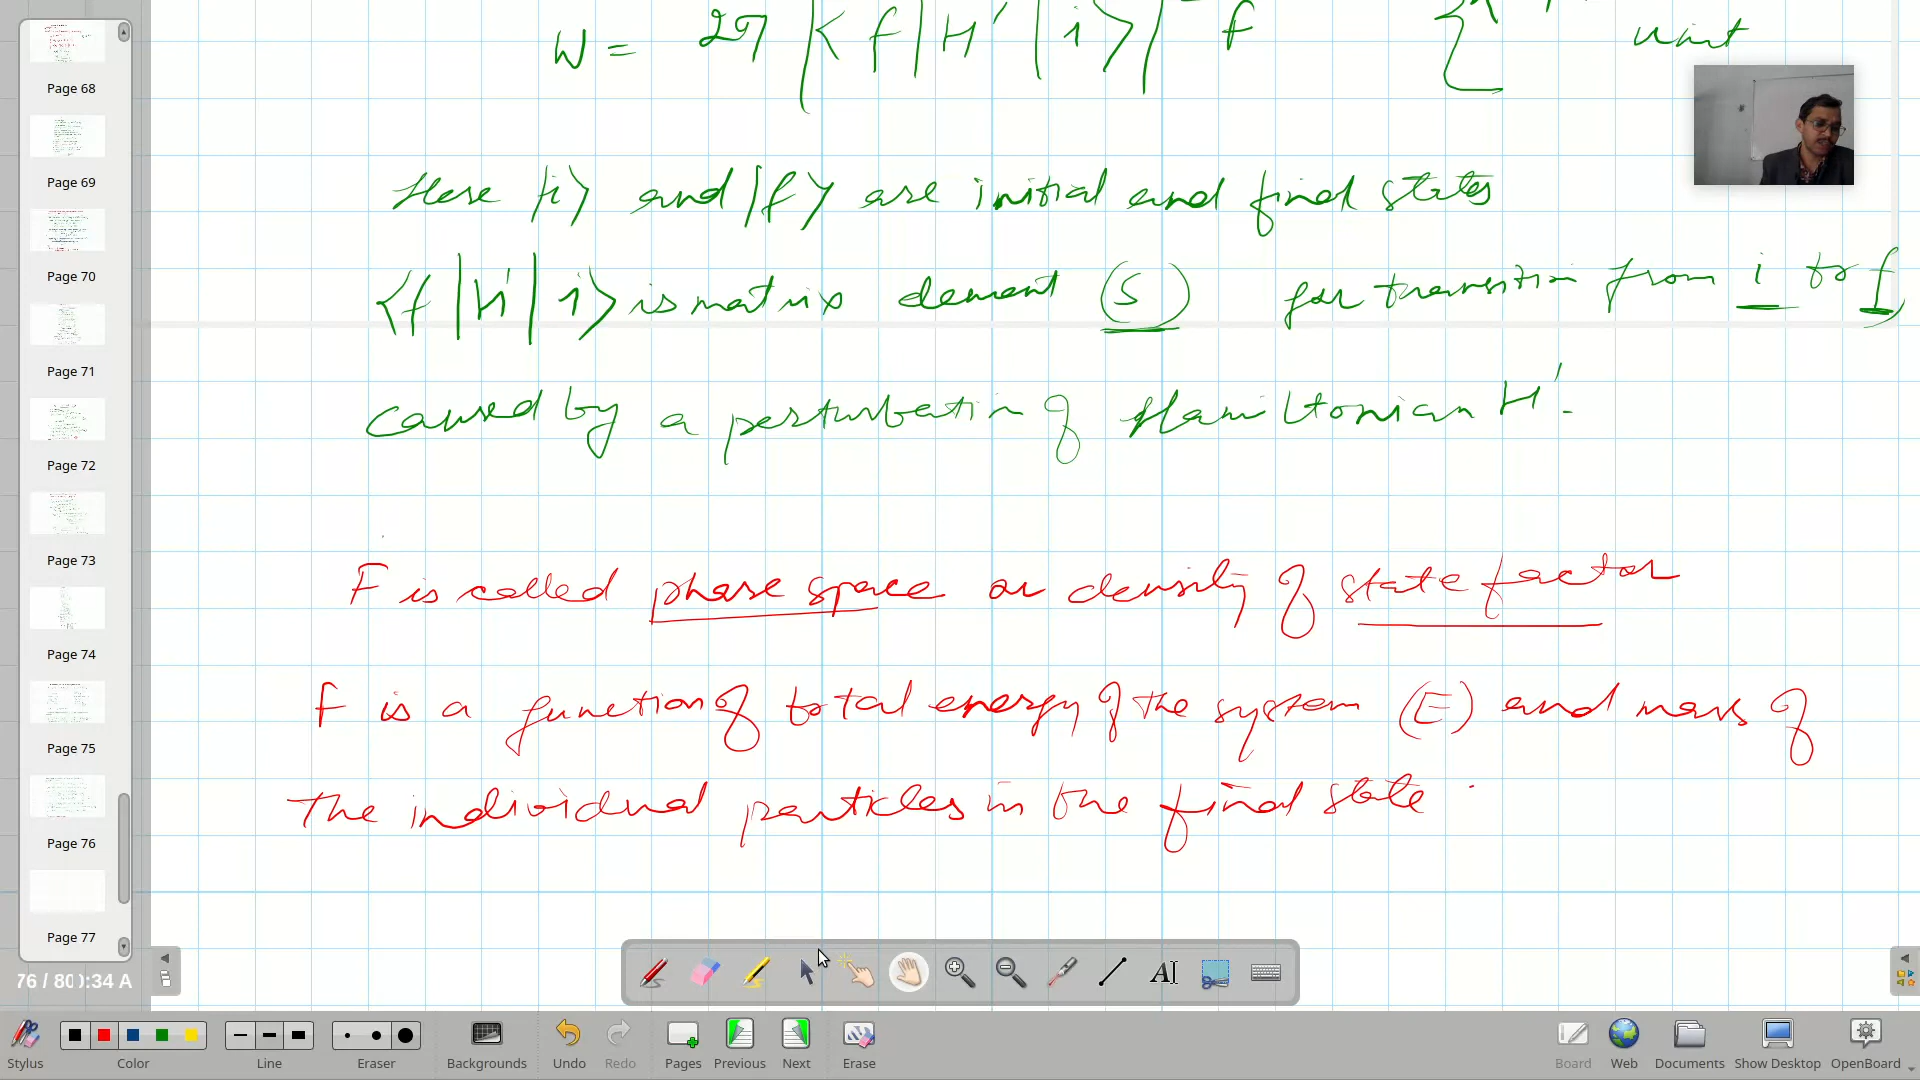 W = 2π |<f|H'|i>|² F { unit
Here |i> and |f> are initial and final states
<f|H'|i> is matrix element (S) for transition from i to f
caused by a perturbation of Hamiltonian H'.
F is called phase space or density of state factor
F is a function of total energy of the system (E) and mass of
the individual particles in the final state.
Page 68
Page 69
Page 70
Page 71
Page 72
Page 73
Page 74
Page 75
Page 76
Page 77
76 / 80
:34 A
Stylus
Color
Line
Eraser
Backgrounds
Undo
Redo
Pages
Previous
Next
Erase
Board
Web
Documents
Show Desktop
OpenBoard